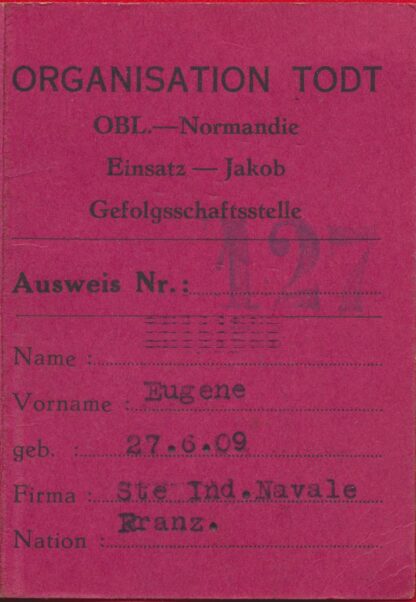 ORGANISATION TODT
OBL.—Normandie
Einsatz — Jakob
Gefolgsschaftsstelle
Ausweis Nr.: 127
Name :
Vorname : Eugene
geb. : 27.6.09
Firma : Ste Ind.Navale
Nation : Franz.